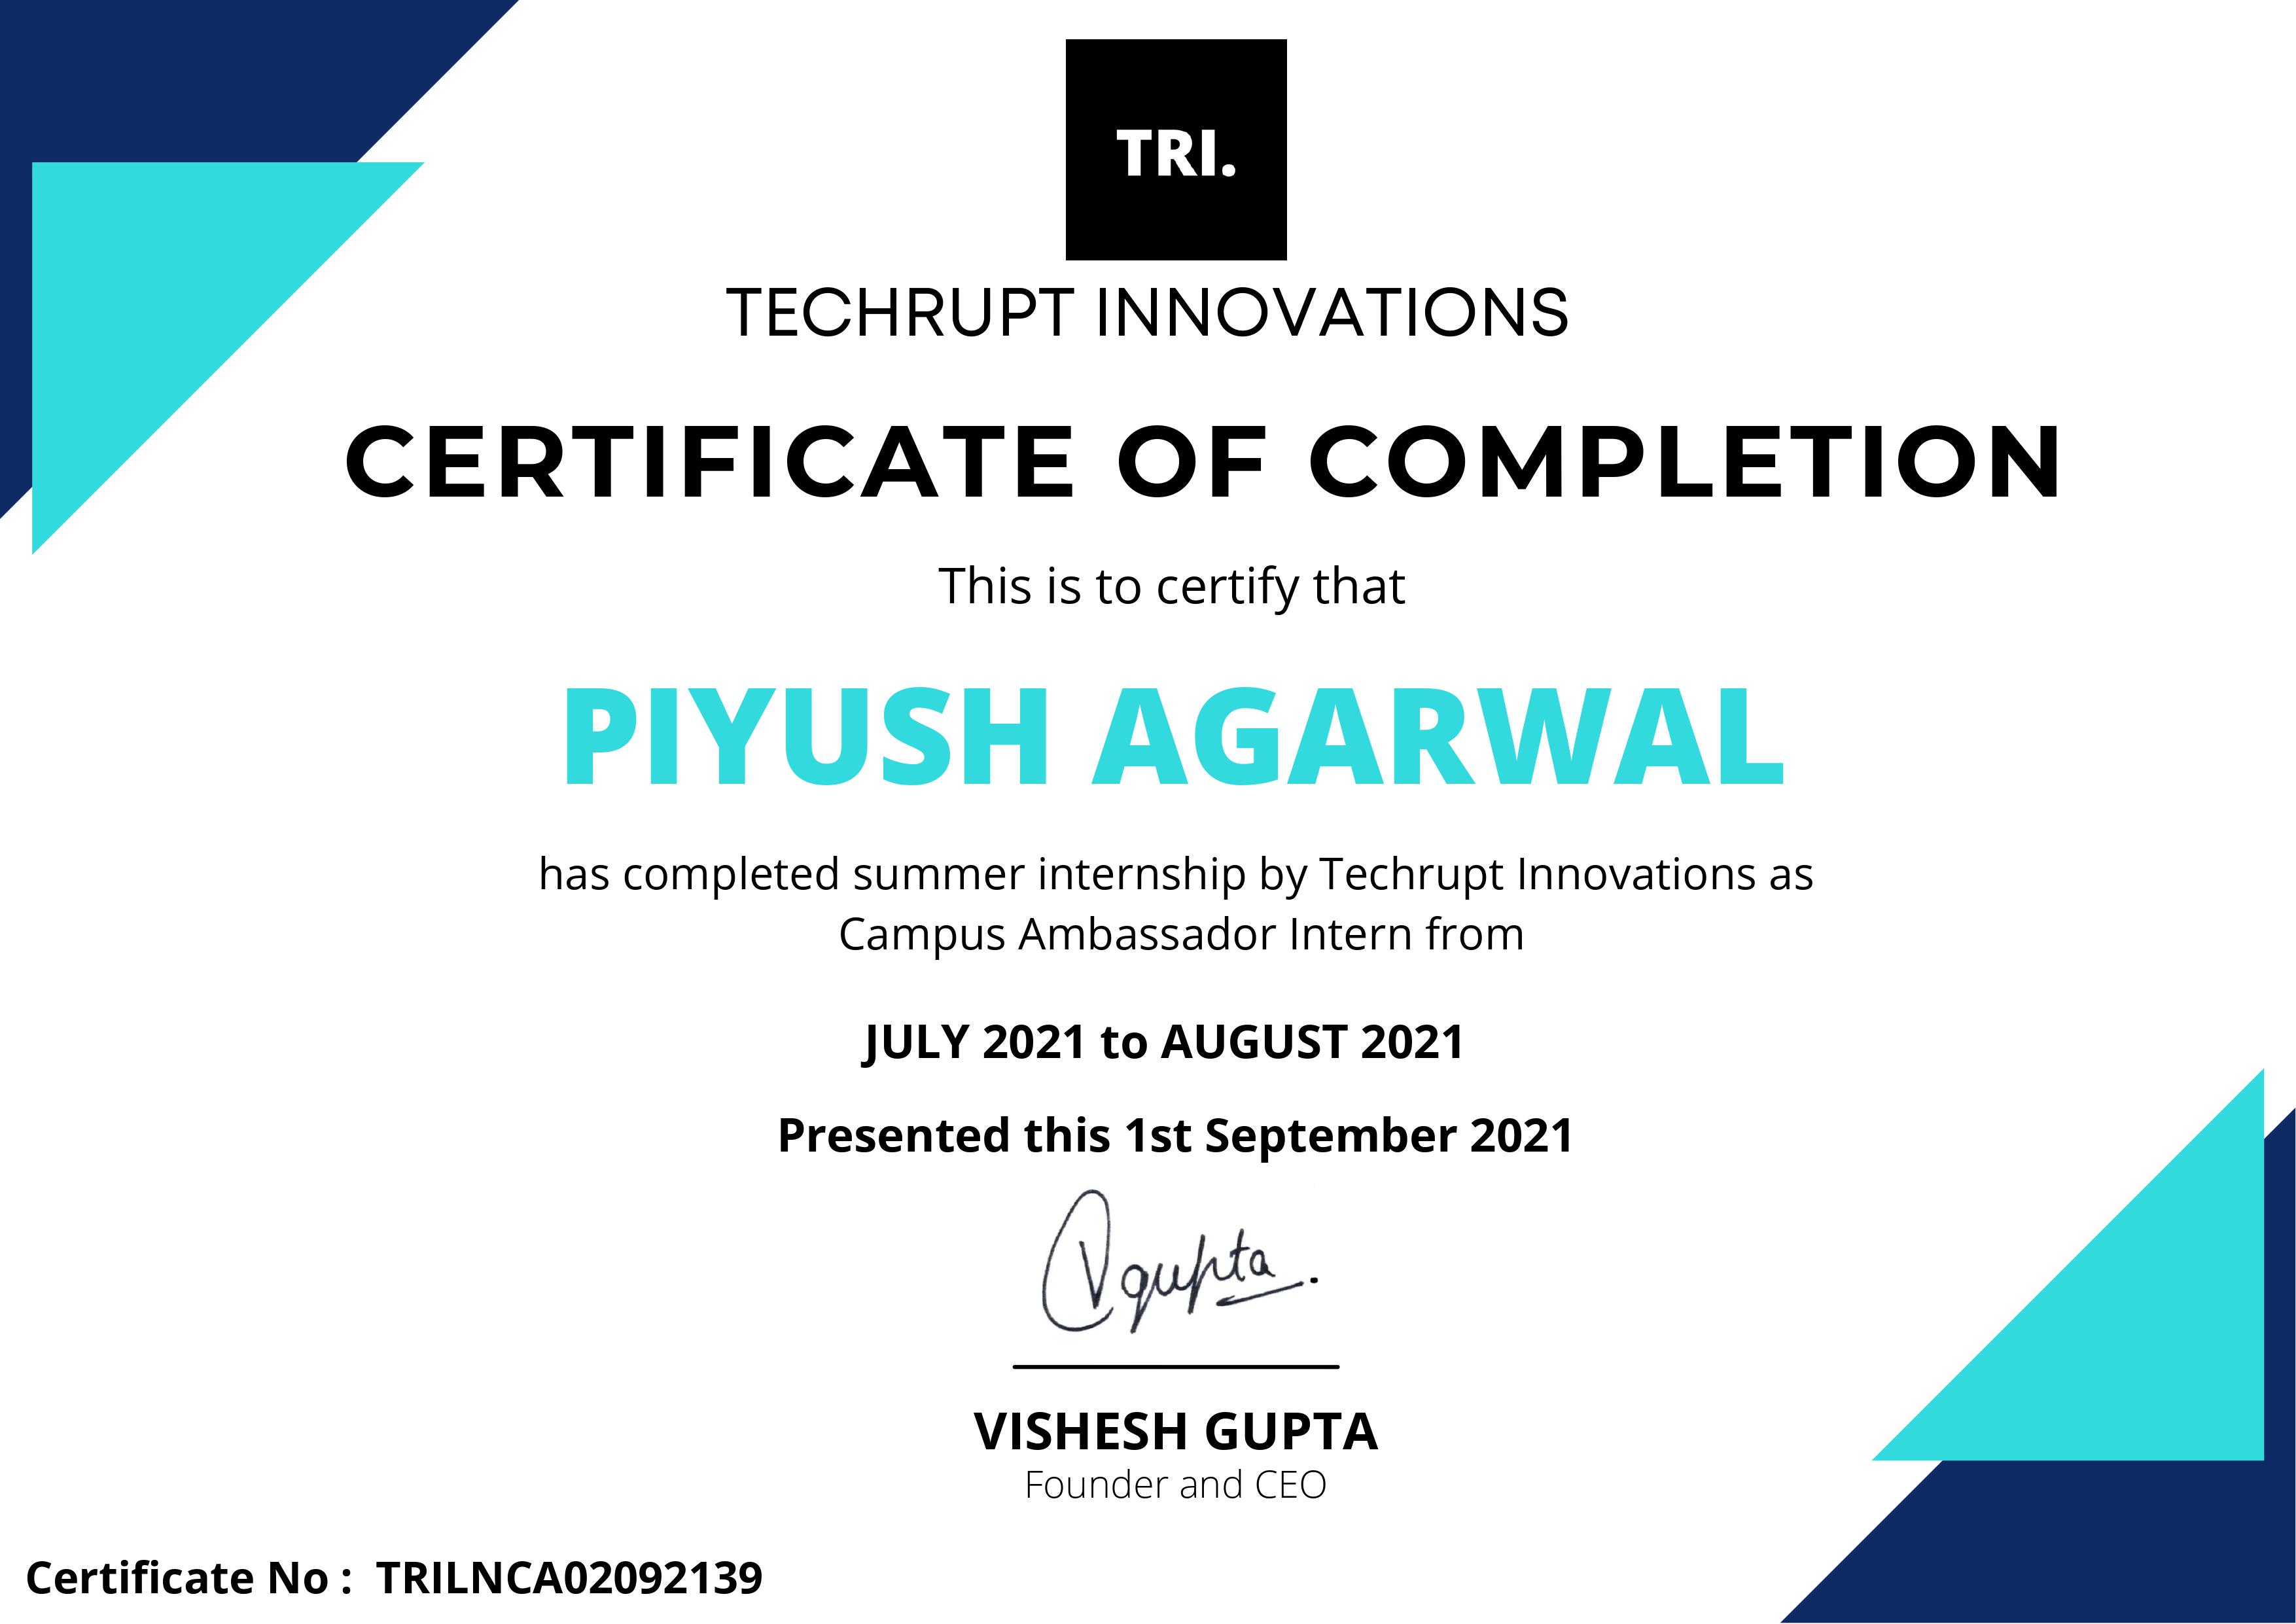 TRI.
TECHRUPT INNOVATIONS
CERTIFICATE OF COMPLETION
This is to certify that
PIYUSH AGARWAL
has completed summer internship by Techrupt Innovations as
Campus Ambassador Intern from
JULY 2021 to AUGUST 2021
Presented this 1st September 2021
Vgupta.
VISHESH GUPTA
Founder and CEO
Certificate No : TRILNCA02092139